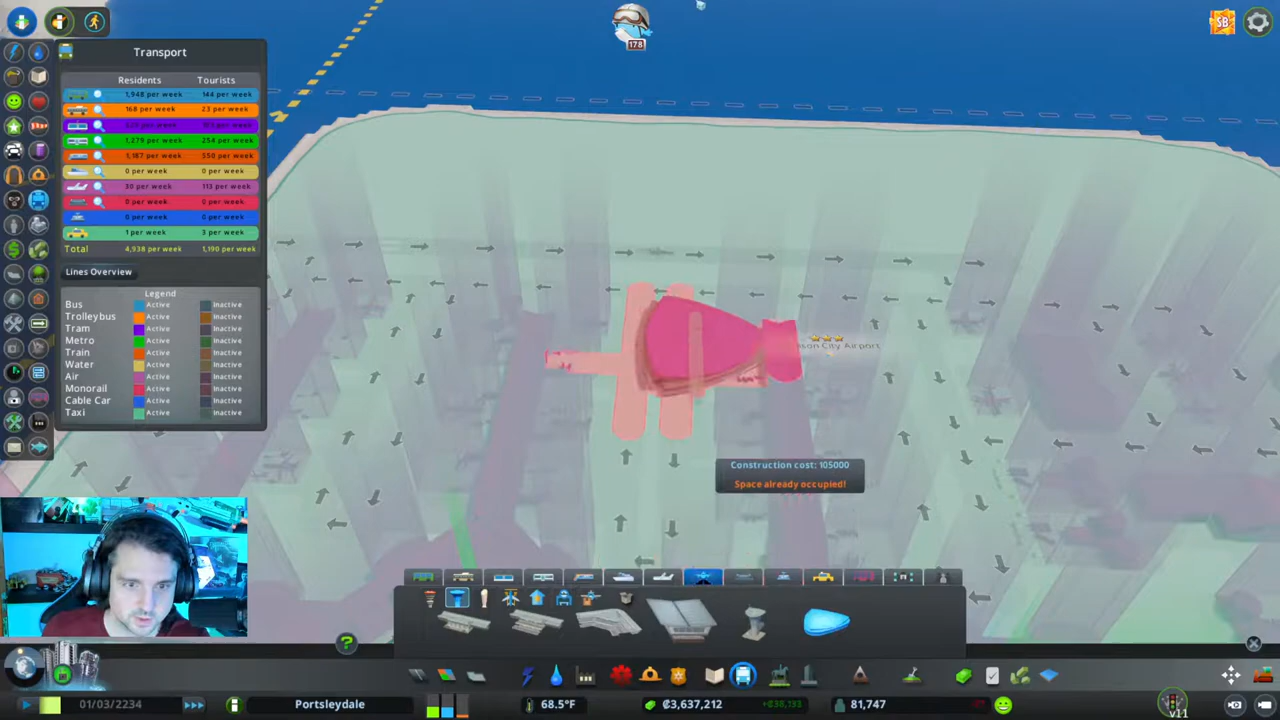 178
SB
Transport
Residents Tourists
1,948 per week 144 per week
168 per week 23 per week
1,279 per week 254 per week
1,187 per week 550 per week
0 per week 0 per week
30 per week 113 per week
0 per week 0 per week
0 per week 0 per week
1 per week 3 per week
Total 4,938 per week 1,190 per week
Lines Overview
Legend
Bus Active Inactive
Trolleybus Active Inactive
Tram Active Inactive
Metro Active Inactive
Train Active Inactive
Water Active Inactive
Air Active Inactive
Monorail Active Inactive
Cable Car Active Inactive
Taxi Active Inactive
City Airport
Construction cost: 105000
Space already occupied!
?
01/03/2234
Portsleydale
68.5°F
₡3,637,212
+₡38,133
81,747
v11